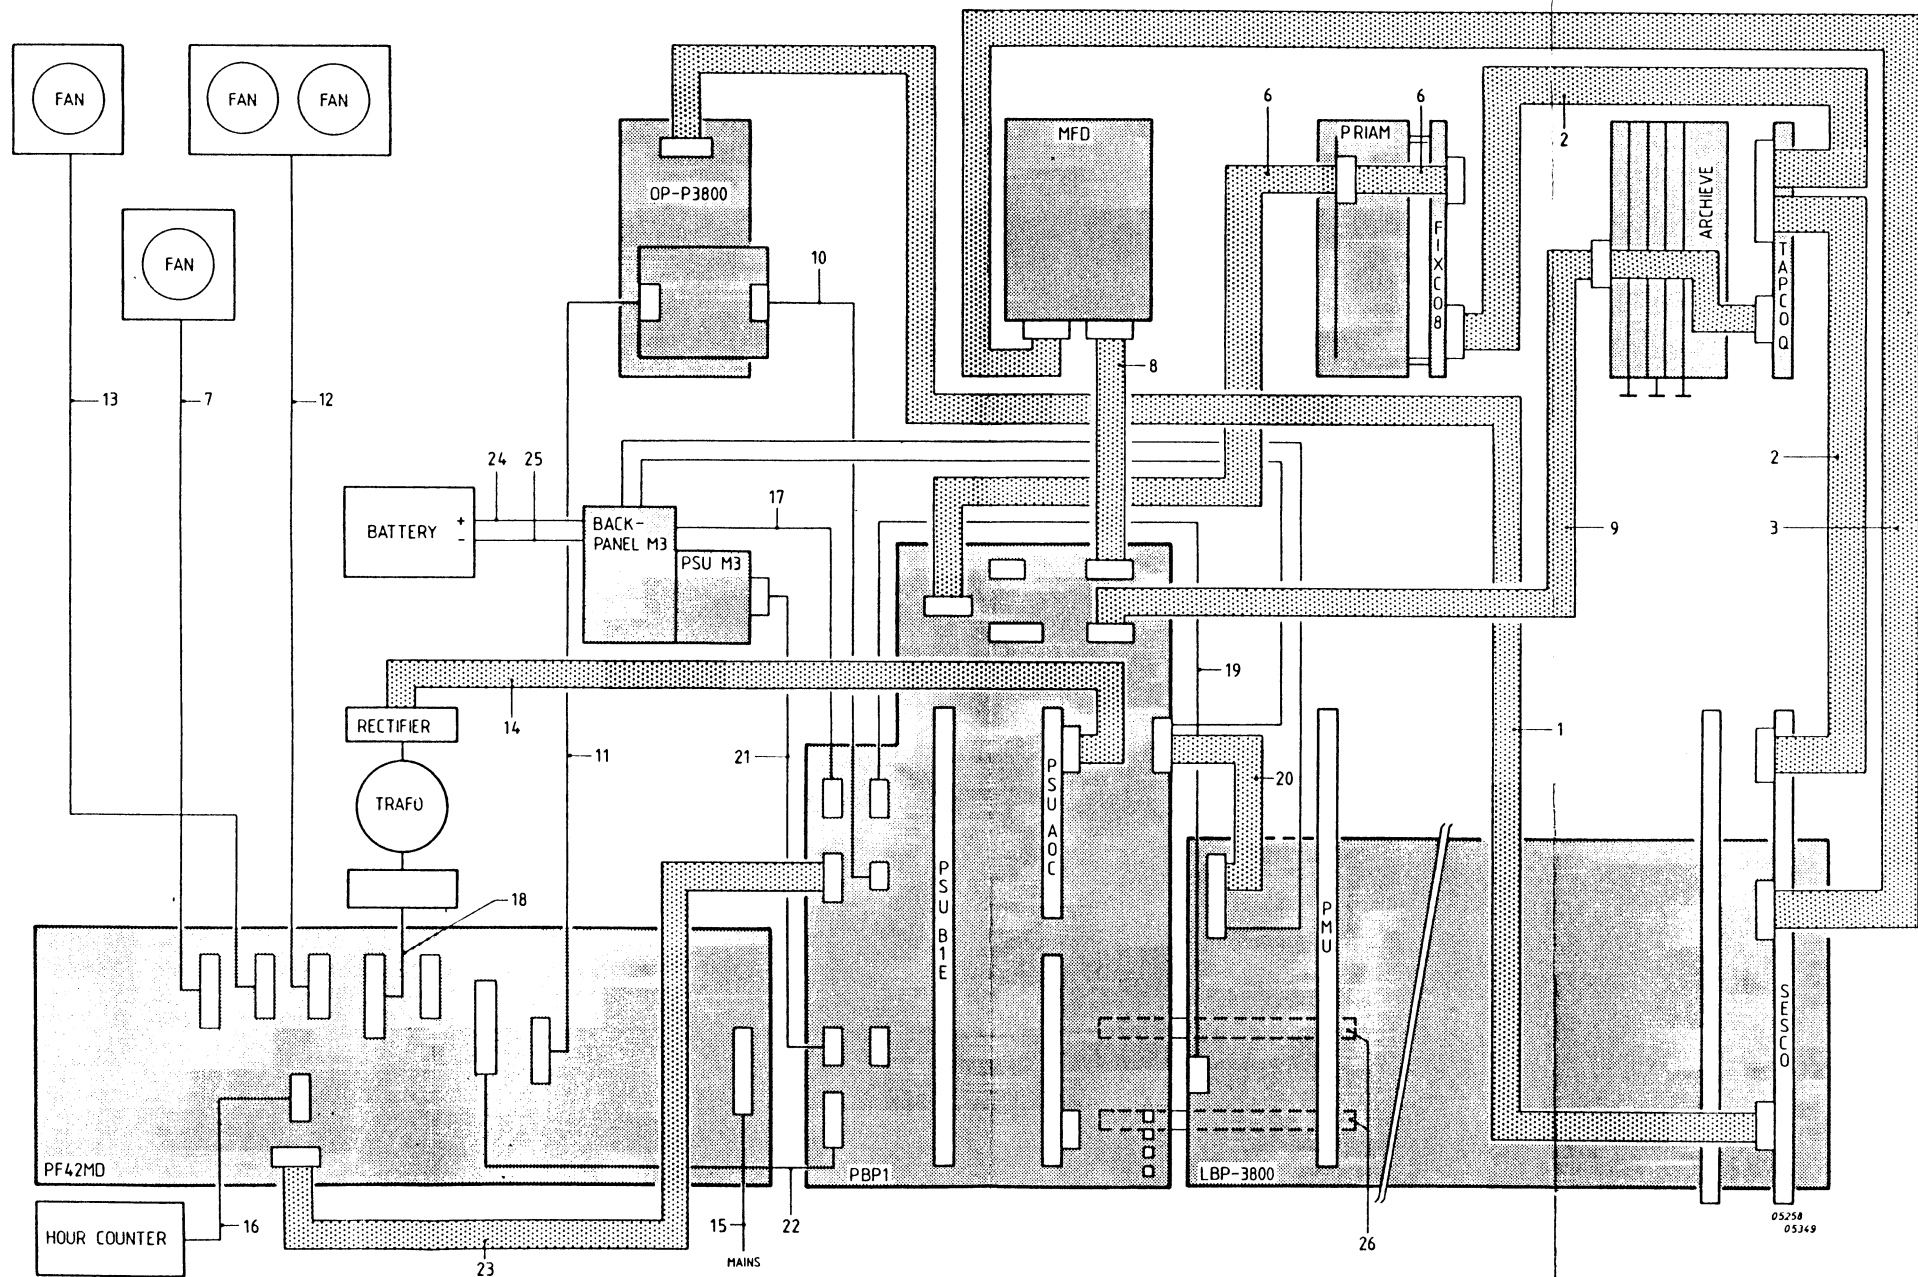 FAN
FAN
FAN
FAN
OP-P3800
MFD
PRIAM
FIXCO8
ARCHIEVE
TAPCO Q
6
6
2
10
8
13
7
12
24
25
17
2
3
9
BATTERY
+
-
BACK-
PANEL M3
PSU M3
19
RECTIFIER
14
11
21
1
20
TRAFO
PSU AOC
PSU B1E
PMU
18
SESCO
PF42MD
PBP1
LBP-3800
HOUR COUNTER
16
15
22
23
26
MAINS
05258
05349